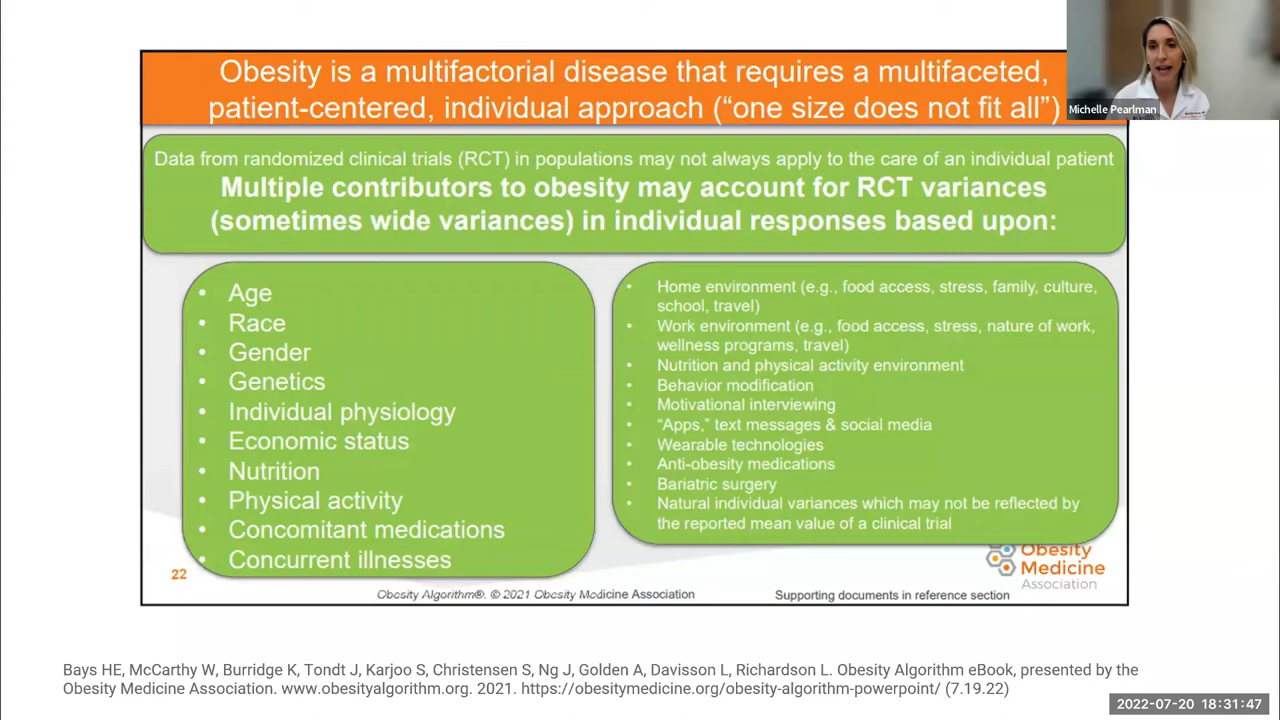 Obesity is a multifactorial disease that requires a multifaceted,
patient-centered, individual approach (“one size does not fit all”)
Michelle Pearlman
Data from randomized clinical trials (RCT) in populations may not always apply to the care of an individual patient
Multiple contributors to obesity may account for RCT variances
(sometimes wide variances) in individual responses based upon:
• Age
• Race
• Gender
• Genetics
• Individual physiology
• Economic status
• Nutrition
• Physical activity
• Concomitant medications
• Concurrent illnesses
• Home environment (e.g., food access, stress, family, culture,
school, travel)
• Work environment (e.g., food access, stress, nature of work,
wellness programs, travel)
• Nutrition and physical activity environment
• Behavior modification
• Motivational interviewing
• “Apps,” text messages & social media
• Wearable technologies
• Anti-obesity medications
• Bariatric surgery
• Natural individual variances which may not be reflected by
the reported mean value of a clinical trial
22
Obesity
Medicine
Association
Obesity Algorithm®. © 2021 Obesity Medicine Association
Supporting documents in reference section
Bays HE, McCarthy W, Burridge K, Tondt J, Karjoo S, Christensen S, Ng J, Golden A, Davisson L, Richardson L. Obesity Algorithm eBook, presented by the
Obesity Medicine Association. www.obesityalgorithm.org. 2021. https://obesitymedicine.org/obesity-algorithm-powerpoint/ (7.19.22)
2022-07-20 18:31:47